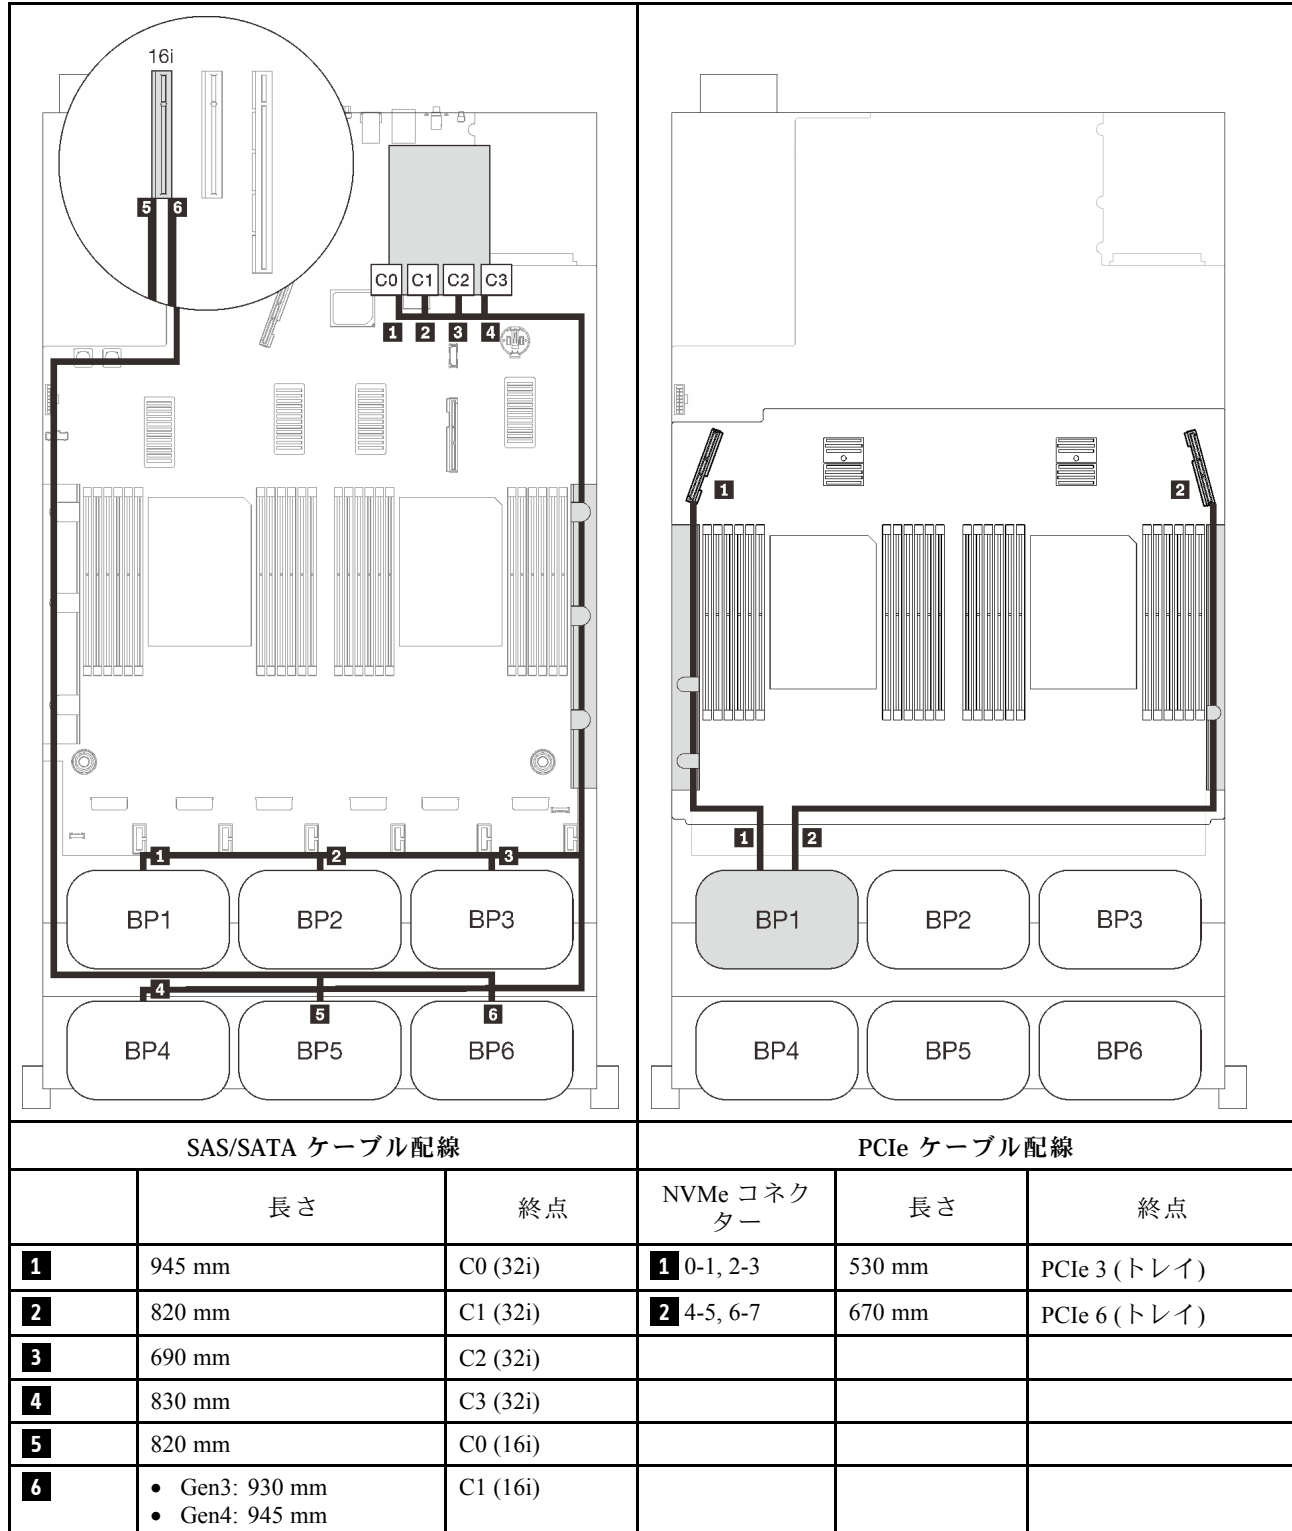 16i
5 6
C0 C1 C2 C3
1 2 3 4
1 2 3
BP1 BP2 BP3
4
5 6
BP4 BP5 BP6
1 2
1 2
BP1 BP2 BP3
BP4 BP5 BP6
SAS/SATA ケーブル配線 PCIe ケーブル配線
長さ 終点 NVMe コネク
ター 長さ 終点
1 945 mm C0 (32i) 1 0-1, 2-3 530 mm PCIe 3 (トレイ)
2 820 mm C1 (32i) 2 4-5, 6-7 670 mm PCIe 6 (トレイ)
3 690 mm C2 (32i)
4 830 mm C3 (32i)
5 820 mm C0 (16i)
6 • Gen3: 930 mm C1 (16i)
• Gen4: 945 mm